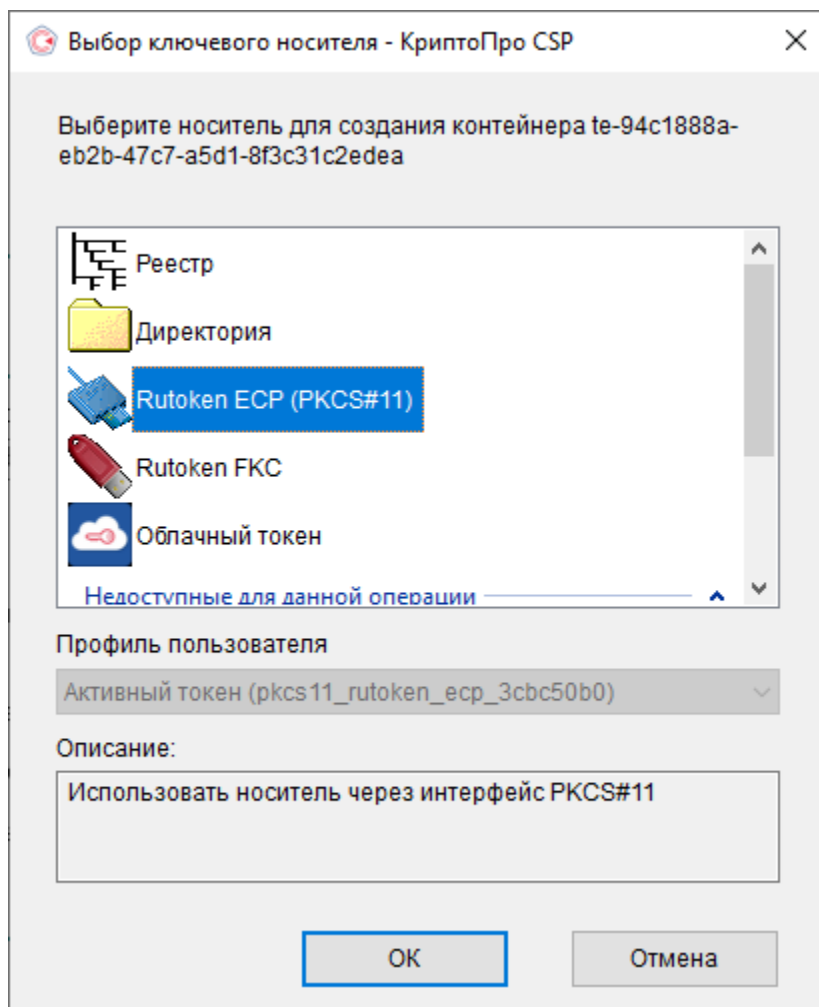 Выбор ключевого носителя - КриптоПро CSP
Выберите носитель для создания контейнера te-94c1888a-
eb2b-47c7-a5d1-8f3c31c2edea
Реестр
Директория
Rutoken ECP (PKCS#11)
Rutoken FKC
Облачный токен
Недоступные для данной операции
Профиль пользователя
Активный токен (pkcs11_rutoken_ecp_3cbc50b0)
Описание:
Использовать носитель через интерфейс PKCS#11
ОК
Отмена